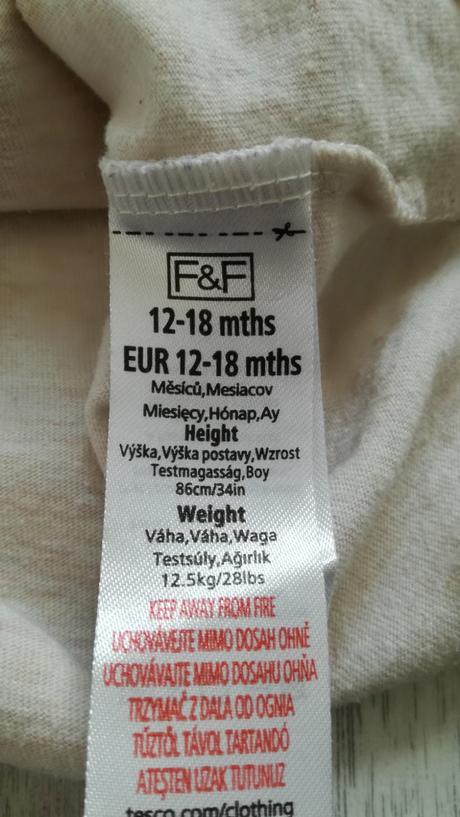 F&F
12-18 mths
EUR 12-18 mths
Měsíců,Mesiacov
Miesięcy,Hónap,Ay
Height
Výška,Výška postavy,Wzrost
Testmagasság,Boy
86cm/34in
Weight
Váha,Váha,Waga
Testsúly,Ağırlık
12.5kg/28lbs
KEEP AWAY FROM FIRE
UCHOVÁVEJTE MIMO DOSAH OHNĚ
UCHOVÁVAJTE MIMO DOSAHU OHŇA
TRZYMAĆ Z DALA OD OGNIA
TŰZTŐL TÁVOL TARTANDÓ
ATEŞTEN UZAK TUTUNUZ
tesco.com/clothing